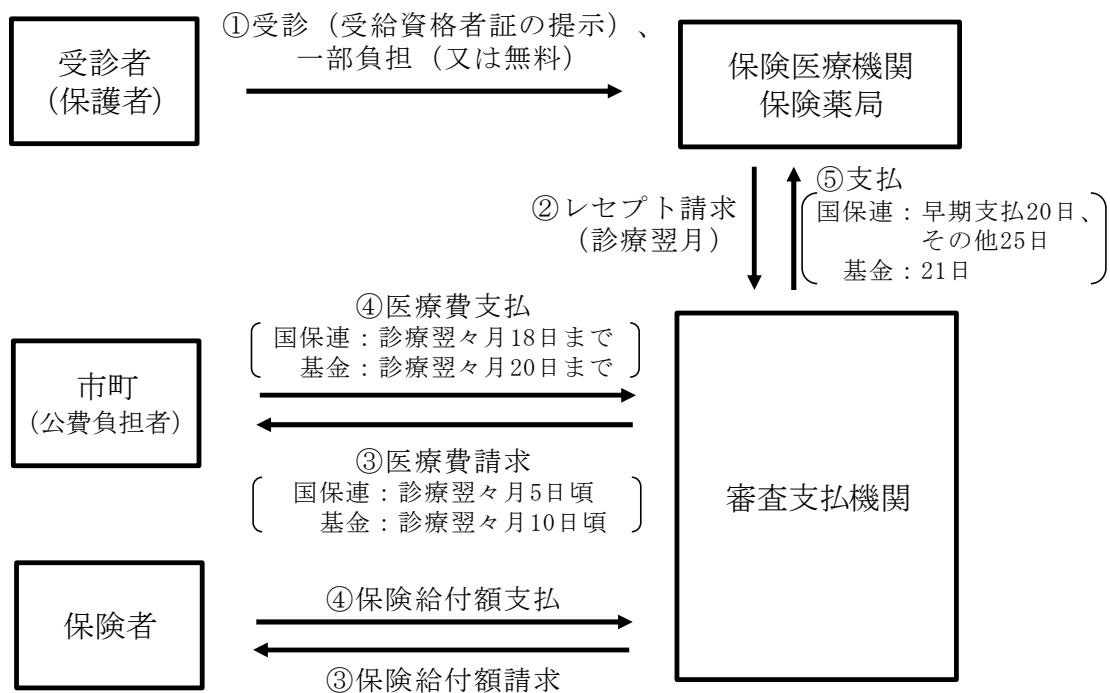 ①受診（受給資格者証の提示）、
一部負担（又は無料）
受診者
（保護者）
保険医療機関
保険薬局
②レセプト請求
（診療翌月）
⑤支払
国保連：早期支払20日、
その他25日
基金：21日
④医療費支払
国保連：診療翌々月18日まで
基金：診療翌々月20日まで
市町
（公費負担者）
③医療費請求
国保連：診療翌々月5日頃
基金：診療翌々月10日頃
審査支払機関
保険者
④保険給付額支払
③保険給付額請求